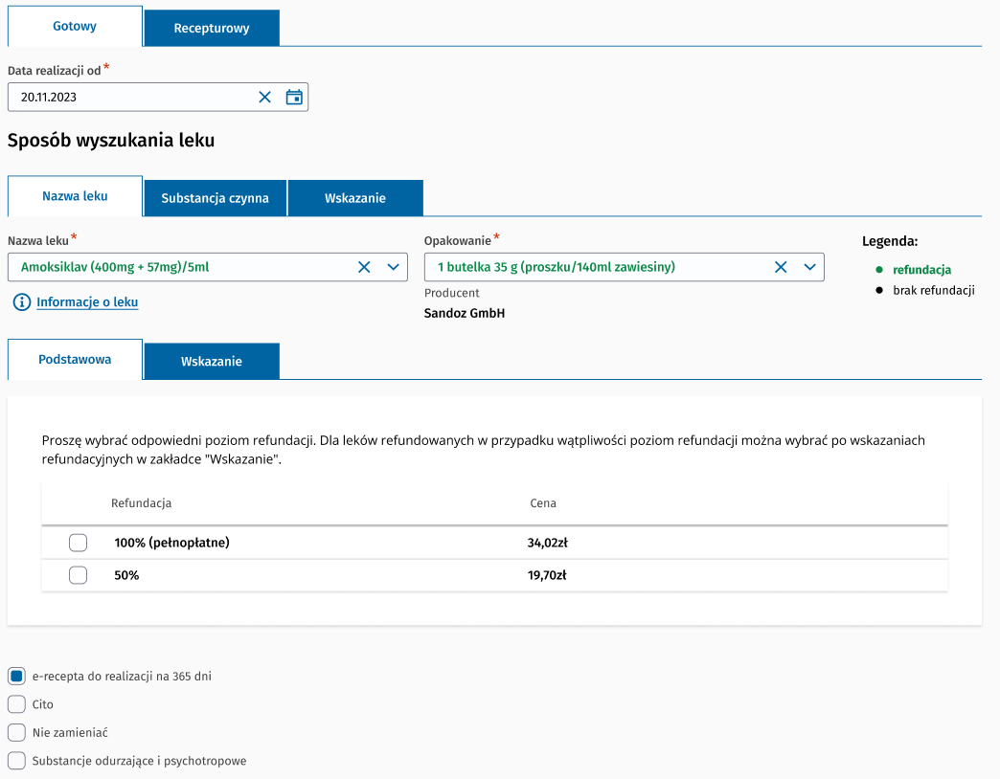 Gotowy
Recepturowy
Data realizacji od *
20.11.2023
Sposób wyszukania leku
Nazwa leku
Substancja czynna
Wskazanie
Nazwa leku *
Opakowanie *
Legenda:
Amoksiklav (400mg + 57mg)/5ml
1 butelka 35 g (proszku/140ml zawiesiny)
refundacja
brak refundacji
Informacje o leku
Producent
Sandoz GmbH
Podstawowa
Wskazanie
Proszę wybrać odpowiedni poziom refundacji. Dla leków refundowanych w przypadku wątpliwości poziom refundacji można wybrać po wskazaniach
refundacyjnych w zakładce "Wskazanie".
Refundacja
Cena
100% (pełnopłatne)
34,02zł
50%
19,70zł
e-recepta do realizacji na 365 dni
Cito
Nie zamieniać
Substancje odurzające i psychotropowe